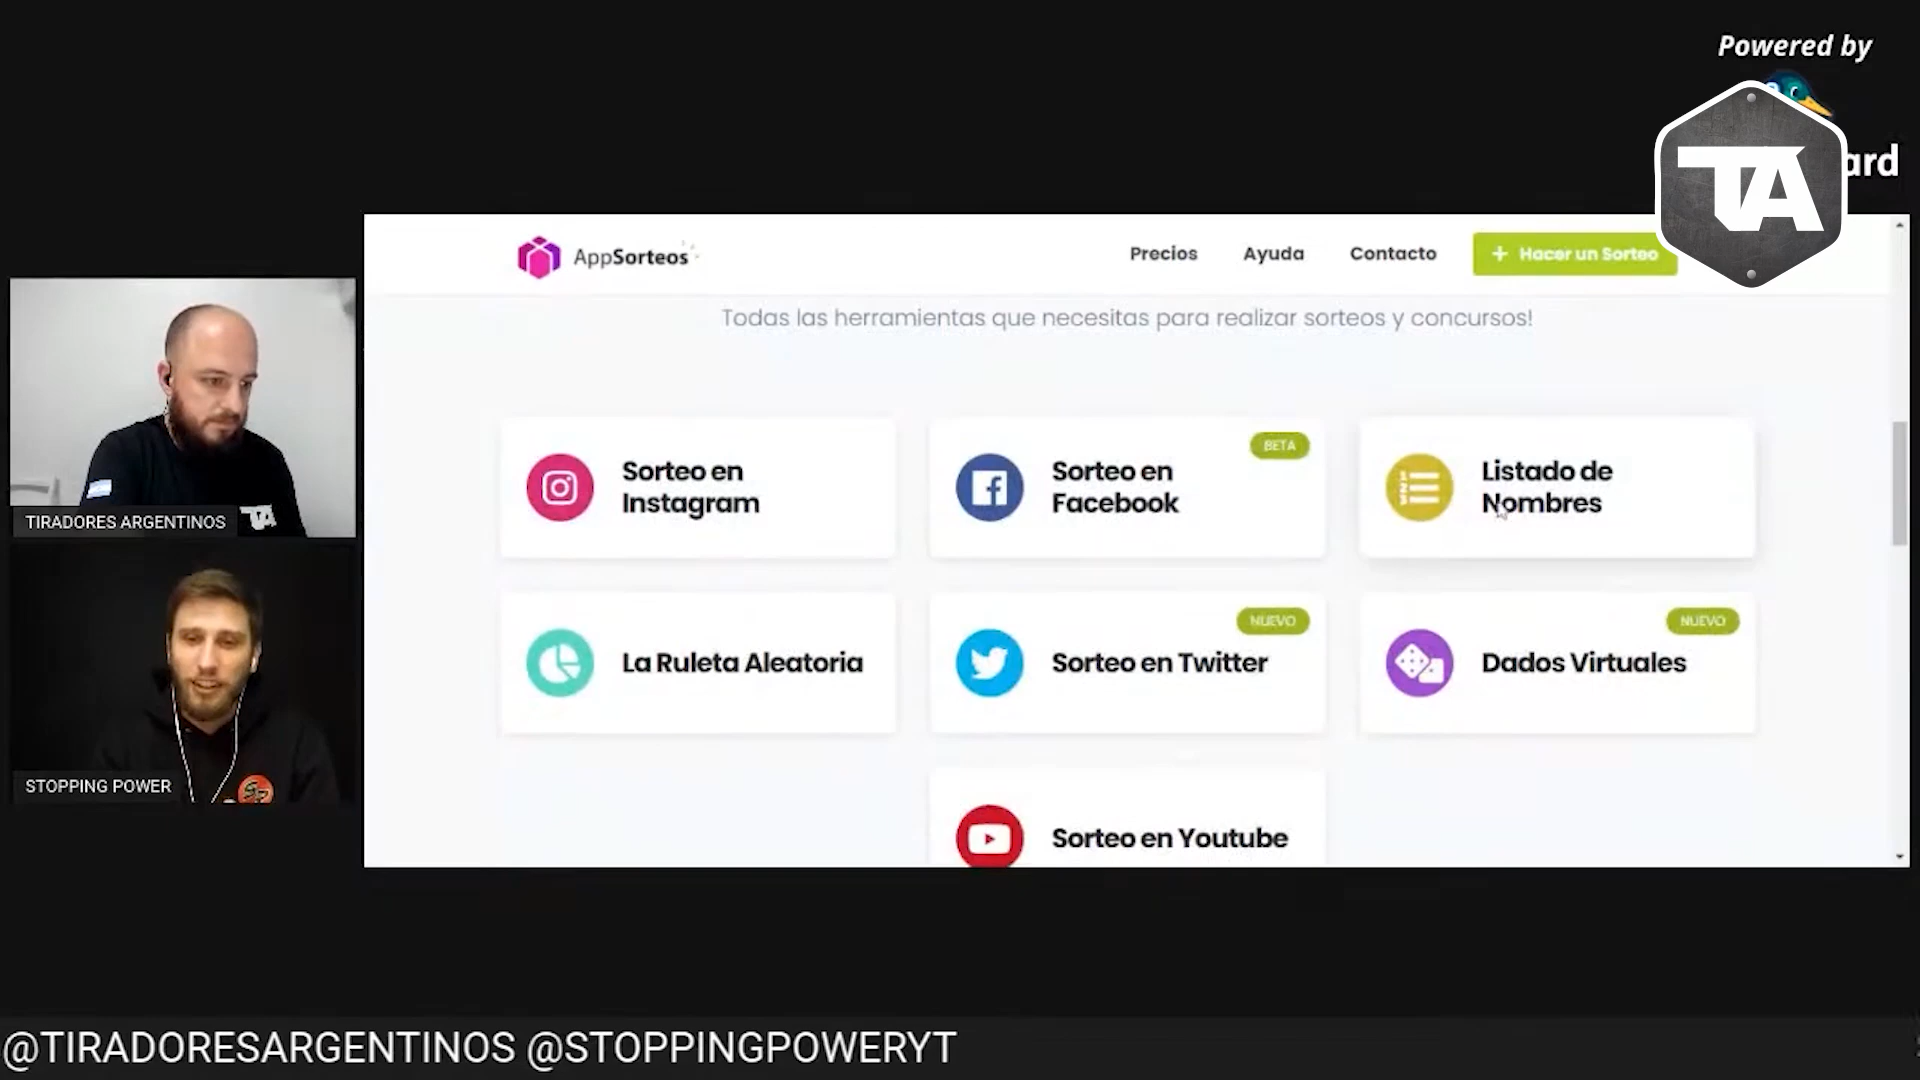 Powered by
ard
TA
AppSorteos
Precios
Ayuda
Contacto
+ Hacer un Sorteo
Todas las herramientas que necesitas para realizar sorteos y concursos!
Sorteo en
Instagram
BETA
Sorteo en
Facebook
Listado de
Nombres
La Ruleta Aleatoria
NUEVO
Sorteo en Twitter
NUEVO
Dados Virtuales
Sorteo en Youtube
TIRADORES ARGENTINOS
TA
STOPPING POWER
@TIRADORESARGENTINOS @STOPPINGPOWERYT